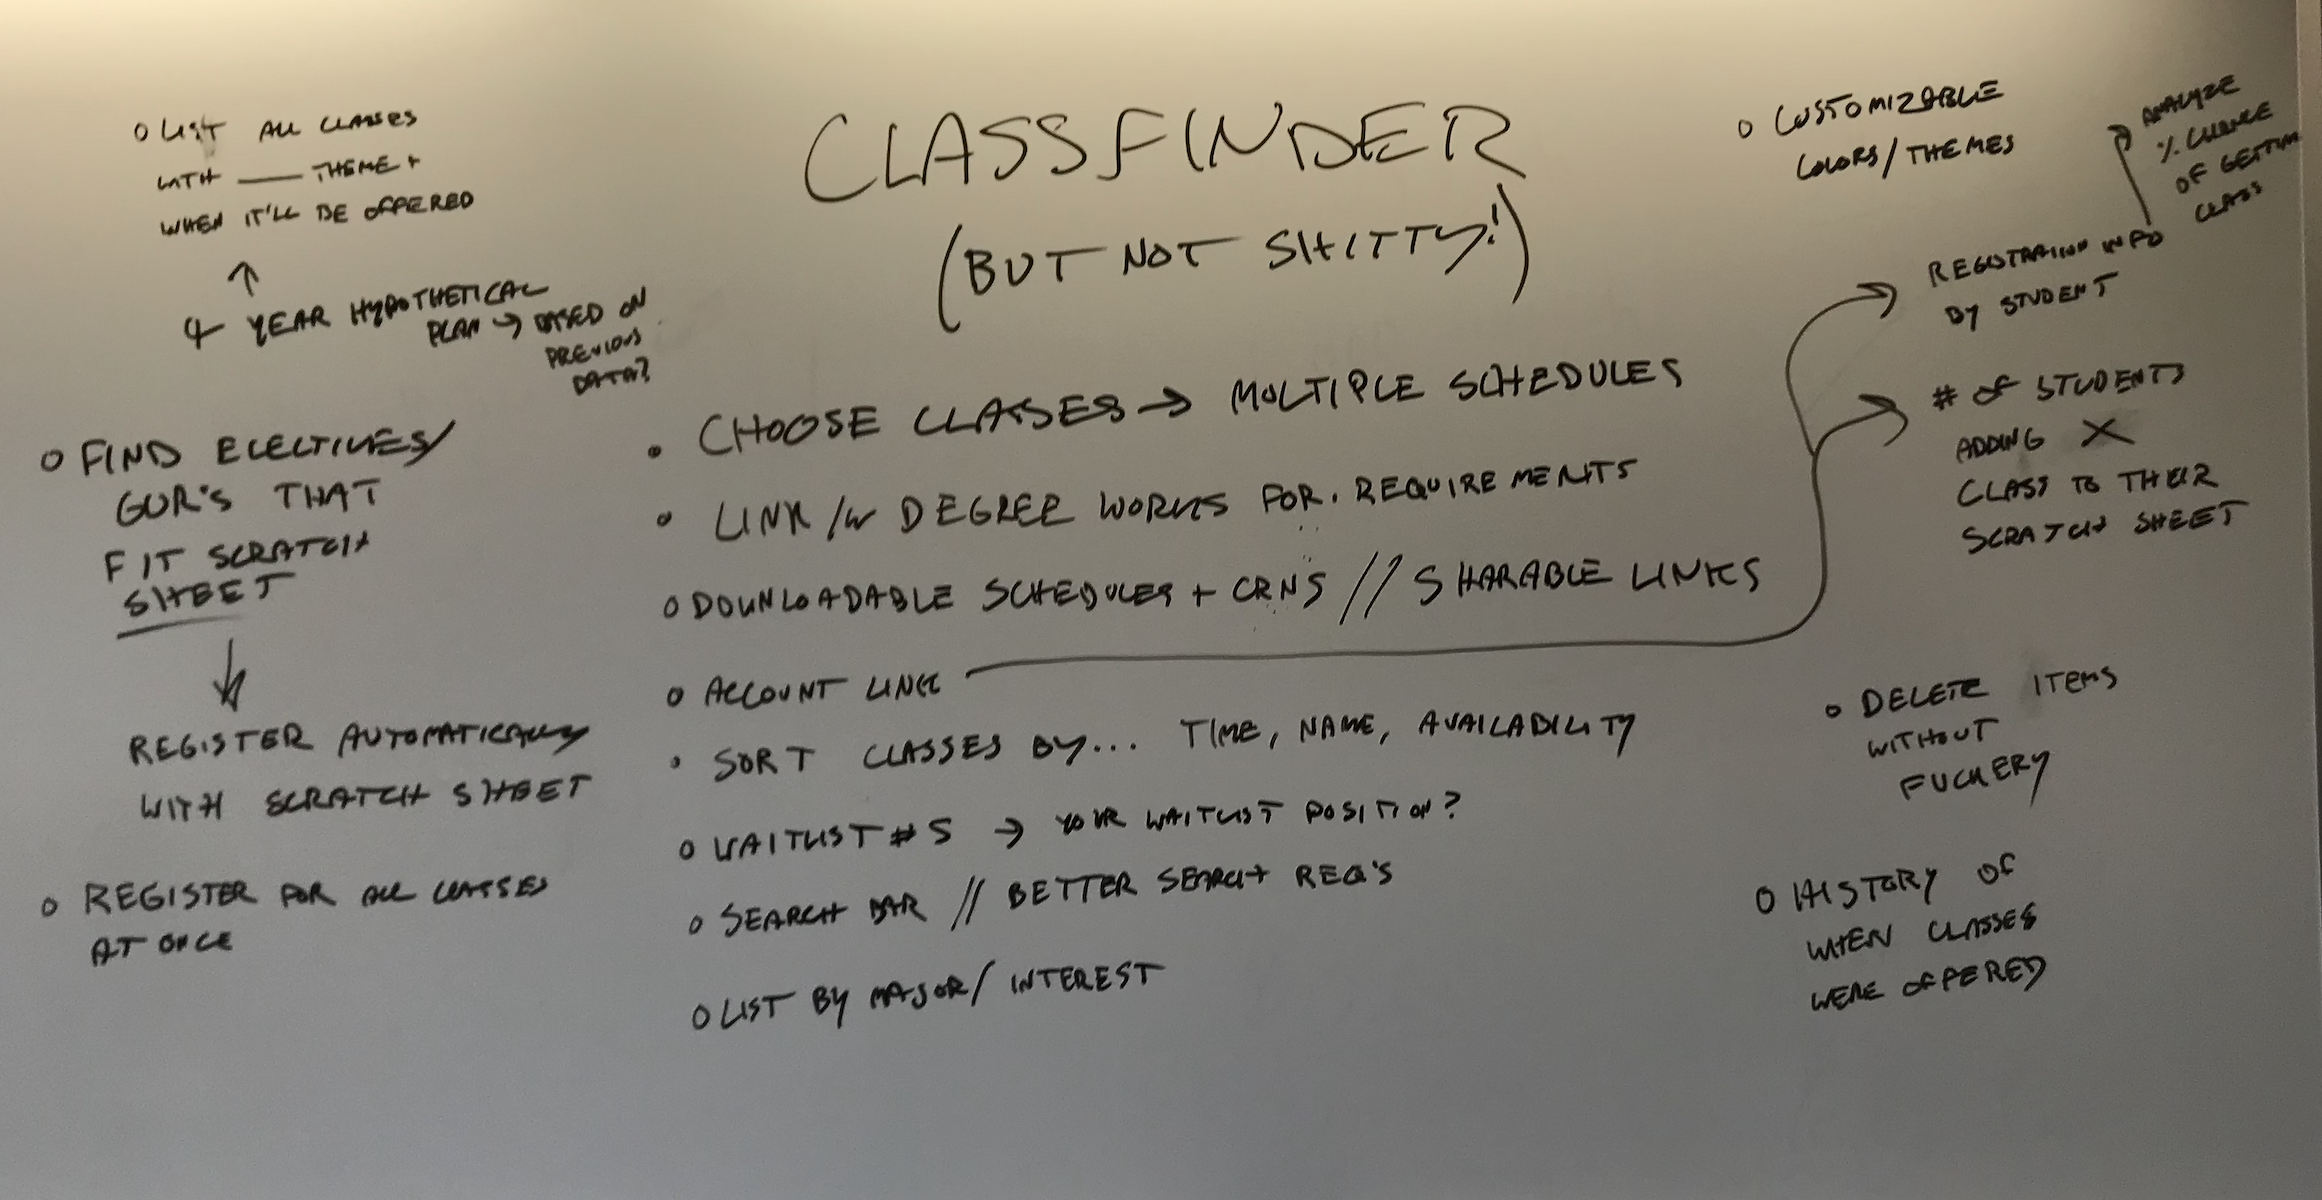 CLASSFINDER
(BUT NOT SHITTY!)
O LIST ALL CLASSES
WITH ____ THEME +
WHEN IT'LL BE OFFERED
↑
4 YEAR HYPOTHETICAL
PLAN → BASED ON
PREVIOUS
DATA?
O FIND ELECTIVES/
GUR'S THAT
FIT SCRATCH
SHEET
↓
REGISTER AUTOMATICALLY
WITH SCRATCH SHEET
O REGISTER FOR ALL CLASSES
AT ONCE
• CHOOSE CLASSES → MULTIPLE SCHEDULES
O LINK /W DEGREE WORKS FOR. REQUIREMENTS
O DOWNLOADABLE SCHEDULES + CRNS // SHARABLE LINKS
O ACCOUNT LINK
• SORT CLASSES BY... TIME, NAME, AVAILABILITY
O WAITLIST #S → YOUR WAITLIST POSITION?
O SEARCH BAR // BETTER SEARCH REQ'S
O LIST BY MAJOR/INTEREST
O CUSTOMIZABLE
COLORS/THEMES
ANALYZE
% CHANCE
OF GETTING
CLASS
REGISTRATION INFO
BY STUDENT
# OF STUDENTS
ADDING X
CLASS TO THEIR
SCRATCH SHEET
O DELETE ITEMS
WITHOUT
FUCKERY
O HISTORY OF
WHEN CLASSES
WERE OFFERED